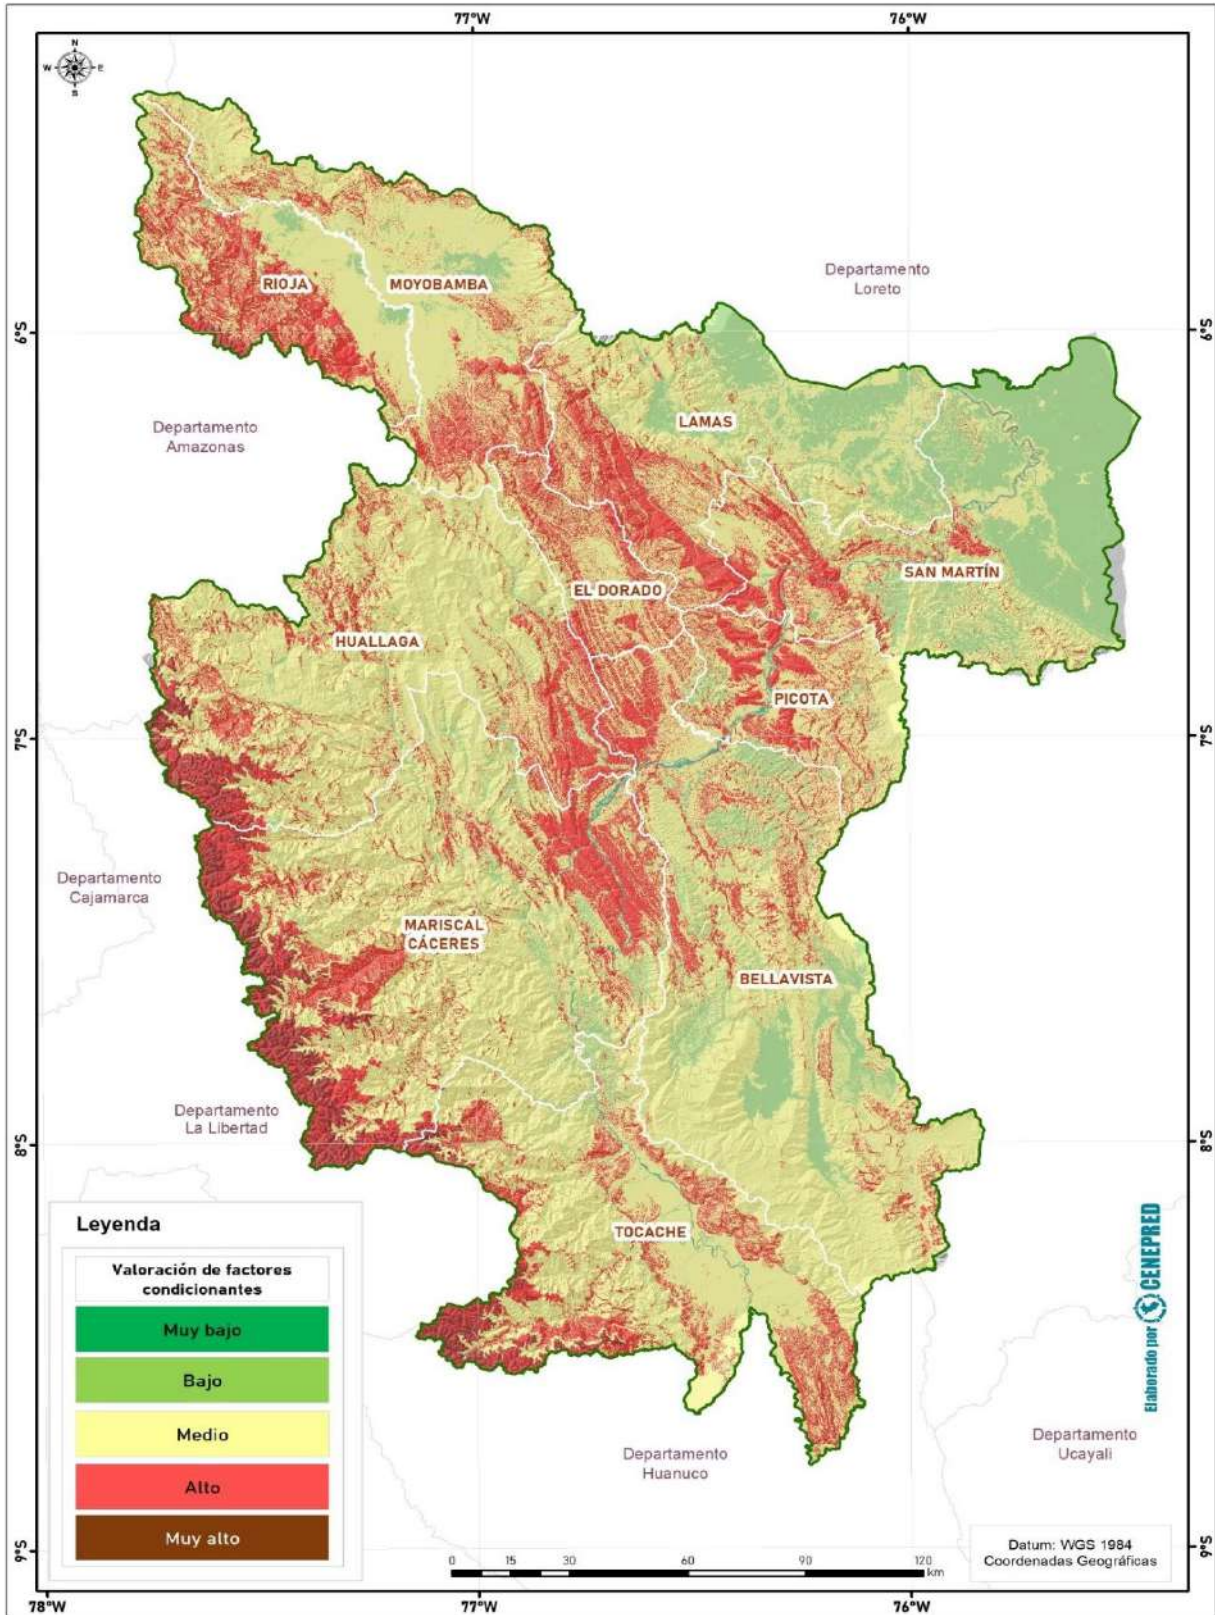 77°W
76°W
N
W
E
S
Departamento
Loreto
RIOJA
MOYOBAMBA
6°S
6°S
Departamento
Amazonas
LAMAS
SAN MARTÍN
EL DORADO
HUALLAGA
PICOTA
7°S
7°S
Departamento
Cajamarca
MARISCAL
CÁCERES
BELLAVISTA
Departamento
La Libertad
8°S
8°S
TOCACHE
Leyenda
Valoración de factores
condicionantes
Muy bajo
Bajo
Medio
Alto
Muy alto
Elaborado por CENEPRED
Departamento
Huanuco
Departamento
Ucayali
9°S
9°S
0 15 30 60 90 120
km
Datum: WGS 1984
Coordenadas Geográficas
78°W
77°W
76°W